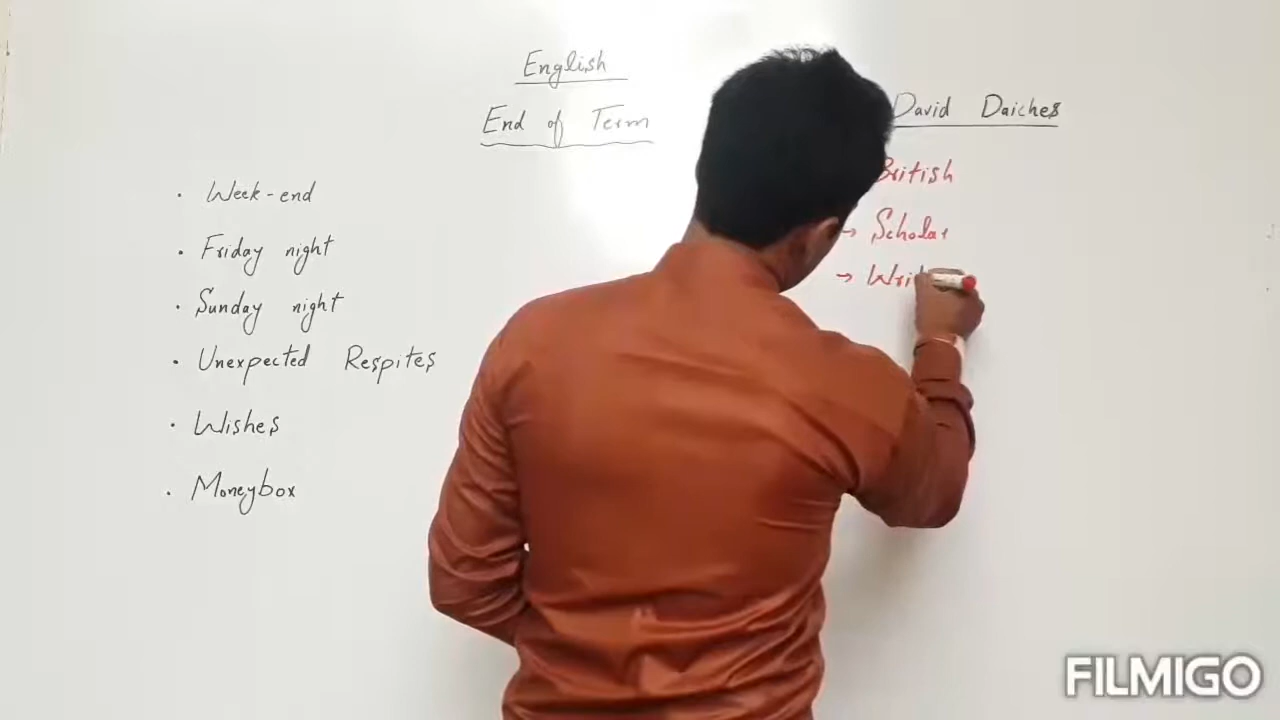 English
End of Term
David Daiches
British
→ Scholar
→ Wri
· Week-end
· Friday night
· Sunday night
· Unexpected Respites
· Wishes
· Moneybox
FILMIGO